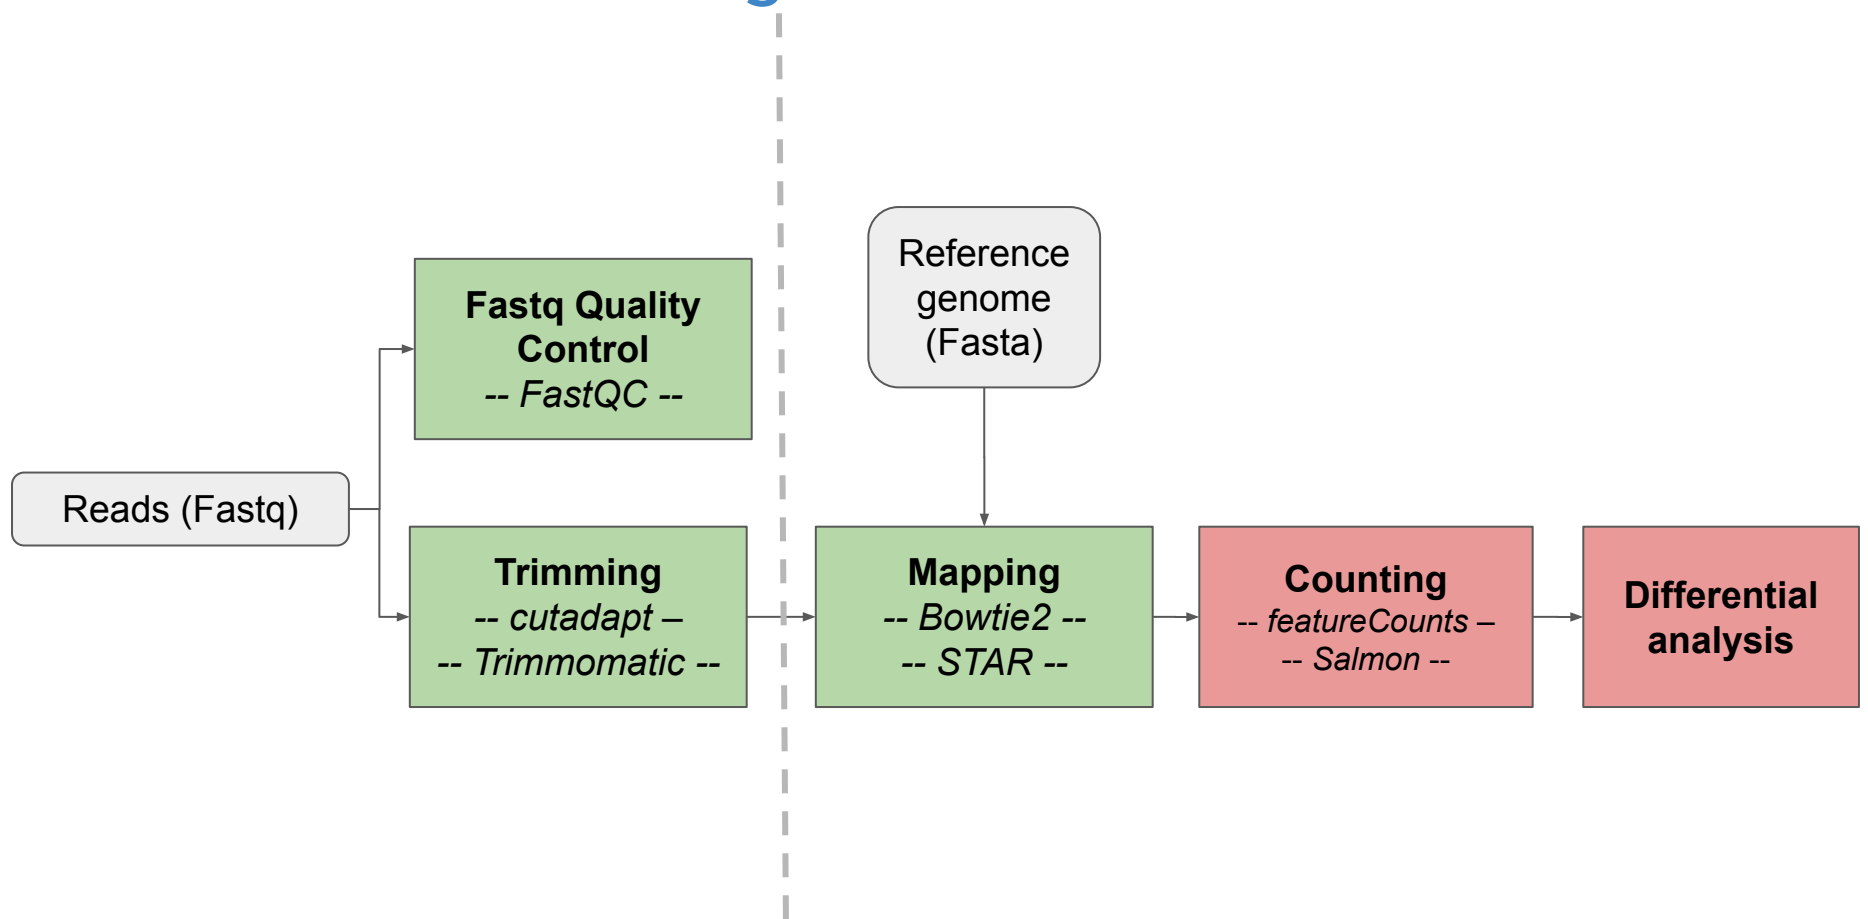 Reference
genome
(Fasta)
Fastq Quality
Control
-- FastQC --
Reads (Fastq)
Trimming
-- cutadapt –
-- Trimmomatic --
Mapping
-- Bowtie2 --
-- STAR --
Counting
-- featureCounts –
-- Salmon --
Differential
analysis